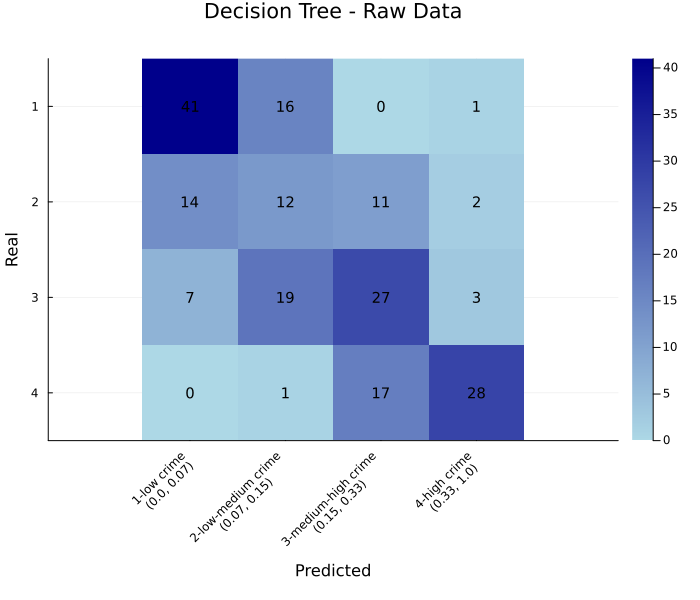 Decision Tree - Raw Data
Real
1
41 16 0 1
2
14 12 11 2
3
7 19 27 3
4
0 1 17 28
1-low crime
(0.0, 0.07)
2-low-medium crime
(0.07, 0.15)
3-medium-high crime
(0.15, 0.33)
4-high crime
(0.33, 1.0)
Predicted
40
35
30
25
20
15
10
5
0